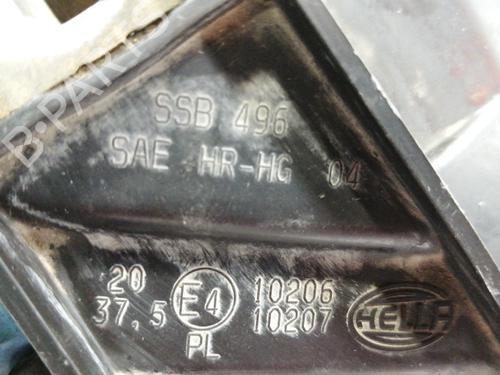 B-PARTS
SSB 496
SAE HR-HG 04
20
37,5
E4
10206
10207
PL
HELLA